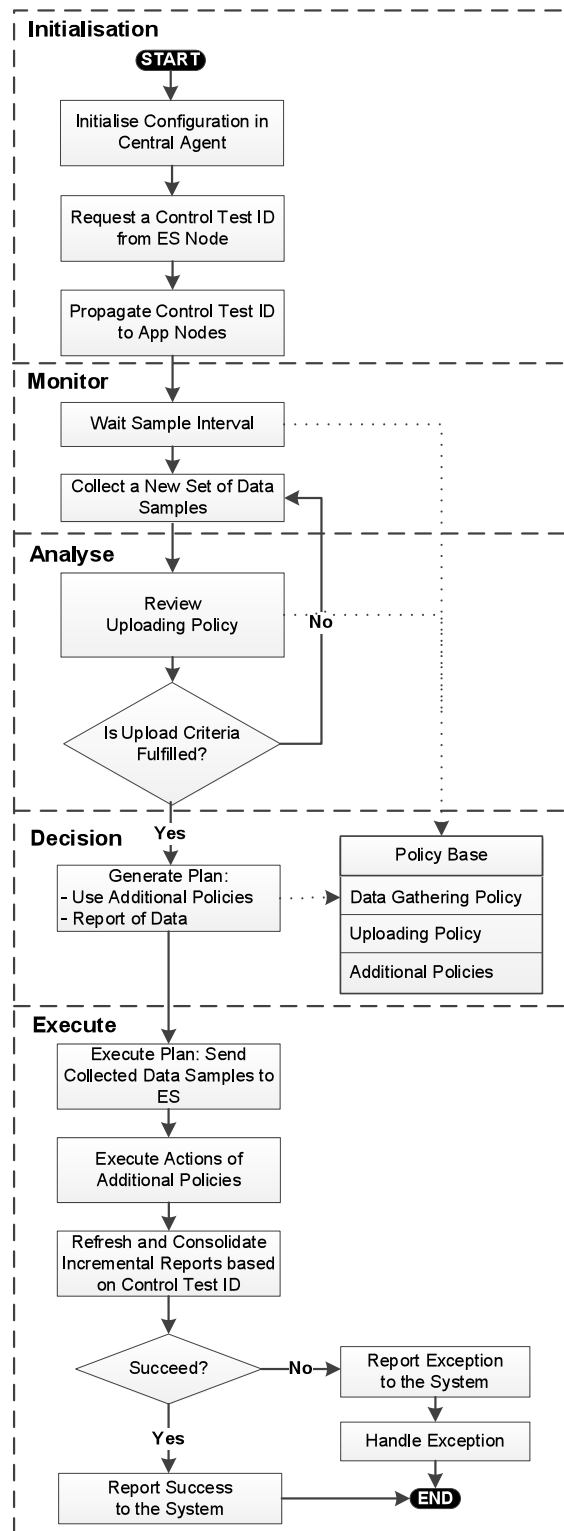 Initialisation
START
Initialise Configuration in
Central Agent
Request a Control Test ID
from ES Node
Propagate Control Test ID
to App Nodes
Monitor
Wait Sample Interval
Collect a New Set of Data
Samples
Analyse
Review
Uploading Policy
No
Is Upload Criteria
Fulfilled?
Yes
Decision
Generate Plan:
- Use Additional Policies
- Report of Data
Policy Base
Data Gathering Policy
Uploading Policy
Additional Policies
Execute
Execute Plan: Send
Collected Data Samples to
ES
Execute Actions of
Additional Policies
Refresh and Consolidate
Incremental Reports based
on Control Test ID
Succeed?
No
Report Exception
to the System
Yes
Handle Exception
Report Success
to the System
END